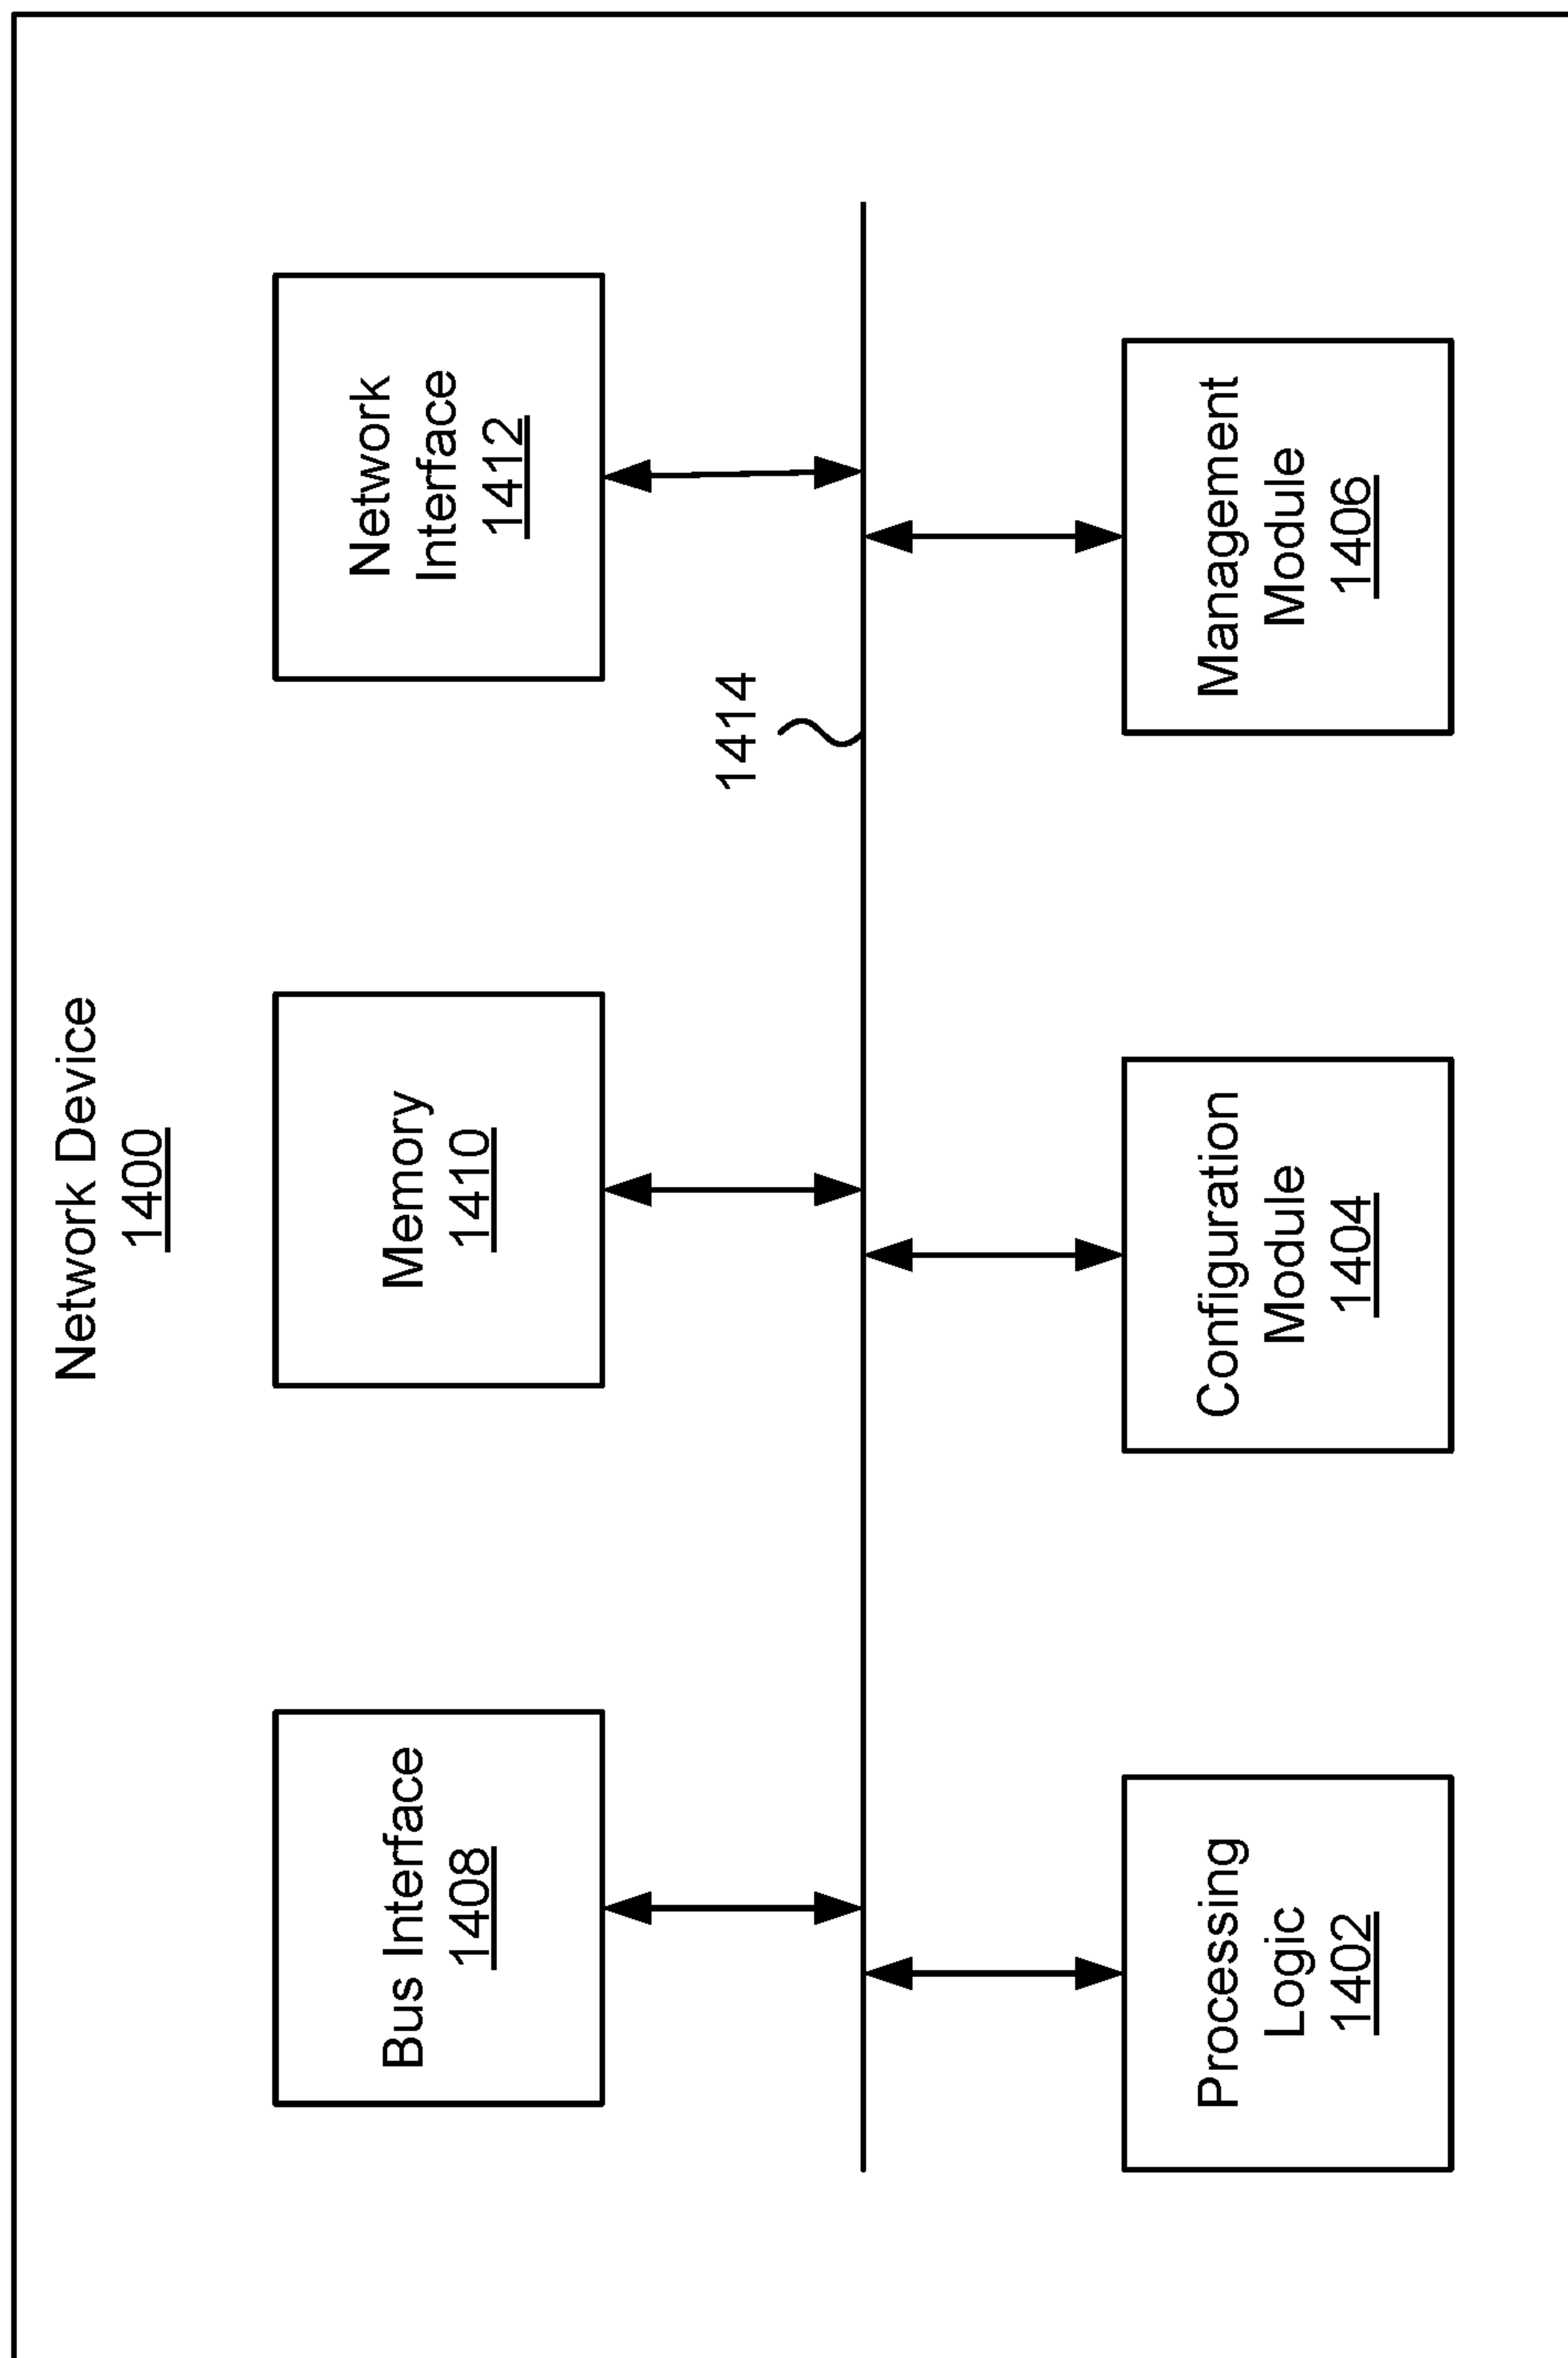 Network Device
1400
Bus Interface
1408
Memory
1410
Network
Interface
1412
1414
Processing
Logic
1402
Configuration
Module
1404
Management
Module
1406